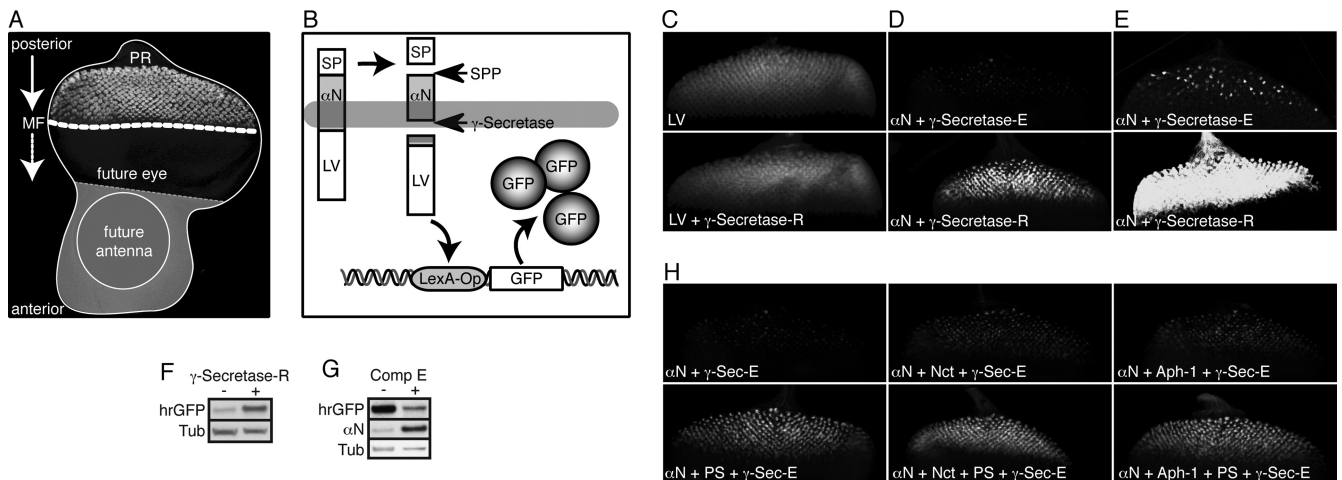 A
posterior
PR
MF
future eye
future
antenna
anterior
B
SP
SP
SPP
αN
αN
γ-Secretase
LV
LV
GFP
GFP
GFP
LexA-Op
GFP
C
LV
LV + γ-Secretase-R
D
αN + γ-Secretase-E
αN + γ-Secretase-R
E
αN + γ-Secretase-E
αN + γ-Secretase-R
F
γ-Secretase-R
- +
hrGFP
Tub
G
Comp E
- +
hrGFP
αN
Tub
H
αN + γ-Sec-E
αN + Nct + γ-Sec-E
αN + Aph-1 + γ-Sec-E
αN + PS + γ-Sec-E
αN + Nct + PS + γ-Sec-E
αN + Aph-1 + PS + γ-Sec-E